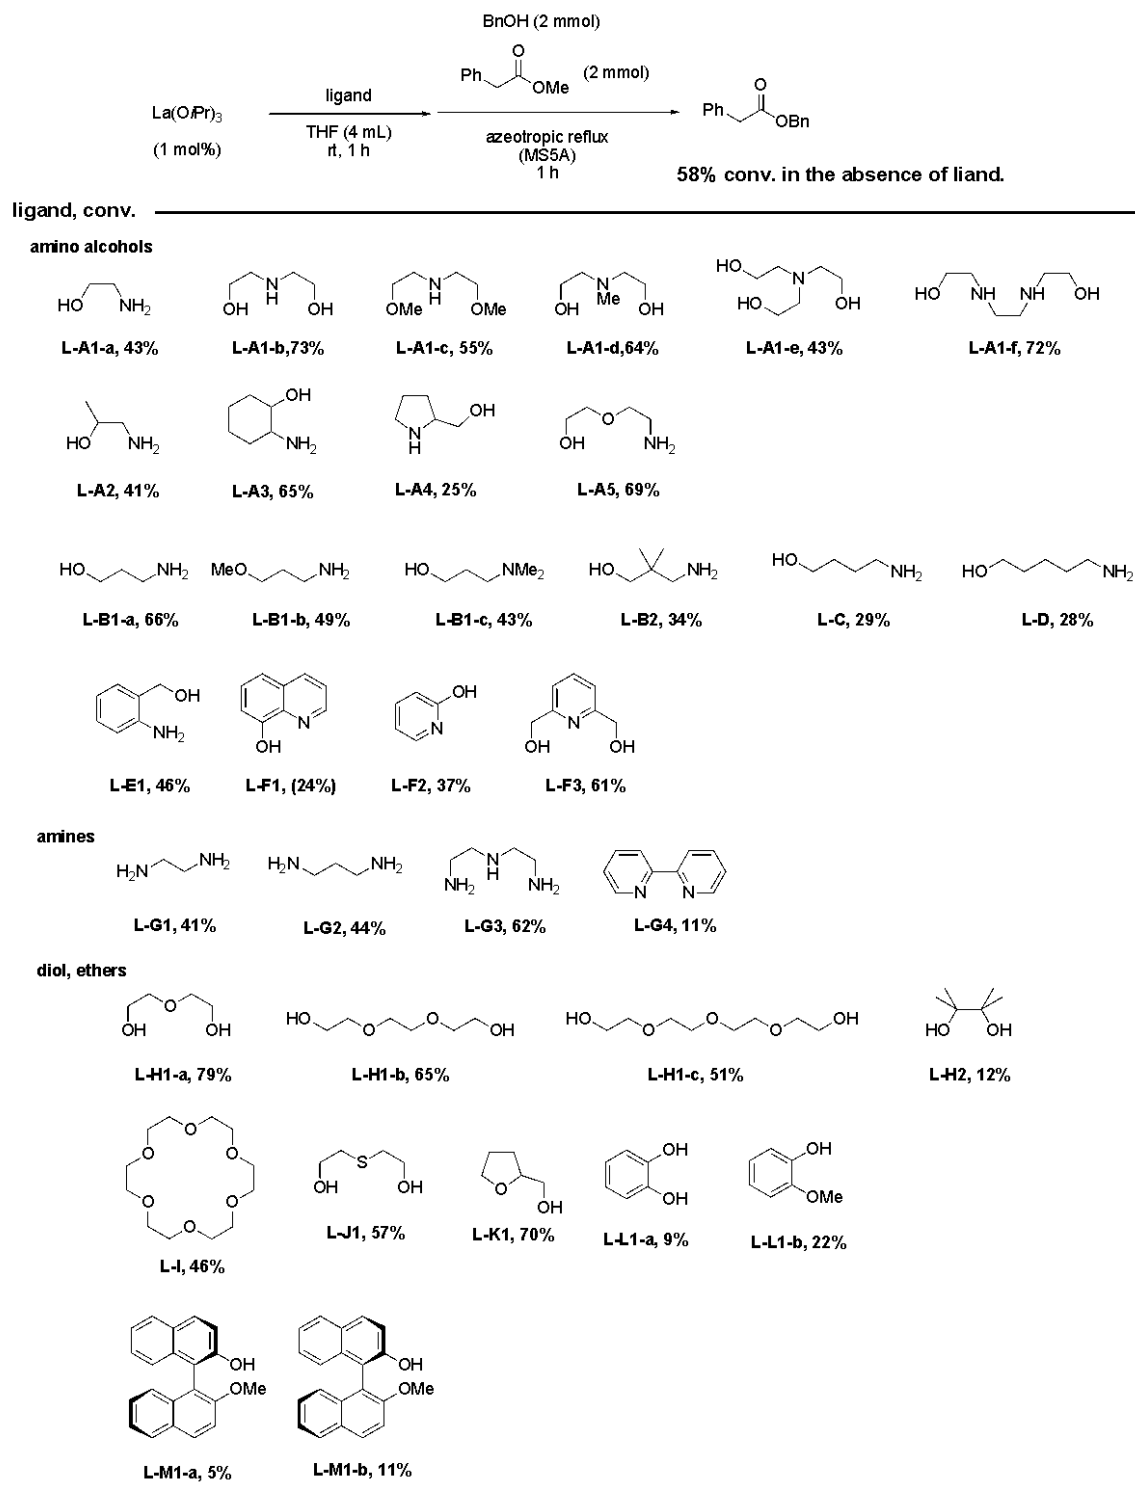 BnOH (2 mmol)
O
Ph
OMe
(2 mmol)
La(OiPr)3
(1 mol%)
ligand
THF (4 mL)
rt, 1 h
azeotropic reflux
(MS5A)
1 h
O
Ph
OBn
58% conv. in the absence of liand.
ligand, conv.
amino alcohols
HO NH2
OH N H OH
OMe N H OMe
OH N Me OH
HO N HO OH
HO NH HN OH
L-A1-a, 43% L-A1-b,73% L-A1-c, 55% L-A1-d,64% L-A1-e, 43% L-A1-f, 72%
HO NH2
OH NH2
N H OH
OH O NH2
L-A2, 41% L-A3, 65% L-A4, 25% L-A5, 69%
HO NH2 MeO NH2 HO NMe2 HO NH2 HO NH2 HO NH2
L-B1-a, 66% L-B1-b, 49% L-B1-c, 43% L-B2, 34% L-C, 29% L-D, 28%
OH NH2
N OH
OH N
N OH OH
L-E1, 46% L-F1, (24%) L-F2, 37% L-F3, 61%
amines
H2N NH2
H2N NH2
NH2 N H NH2
N N
L-G1, 41% L-G2, 44% L-G3, 62% L-G4, 11%
diol, ethers
OH O OH
HO O O OH
HO O O O OH
HO OH
L-H1-a, 79% L-H1-b, 65% L-H1-c, 51% L-H2, 12%
O O O O O O
OH S OH
O OH
OH OH
OH OMe
L-I, 46% L-J1, 57% L-K1, 70% L-L1-a, 9% L-L1-b, 22%
OH OMe
OH OMe
L-M1-a, 5% L-M1-b, 11%